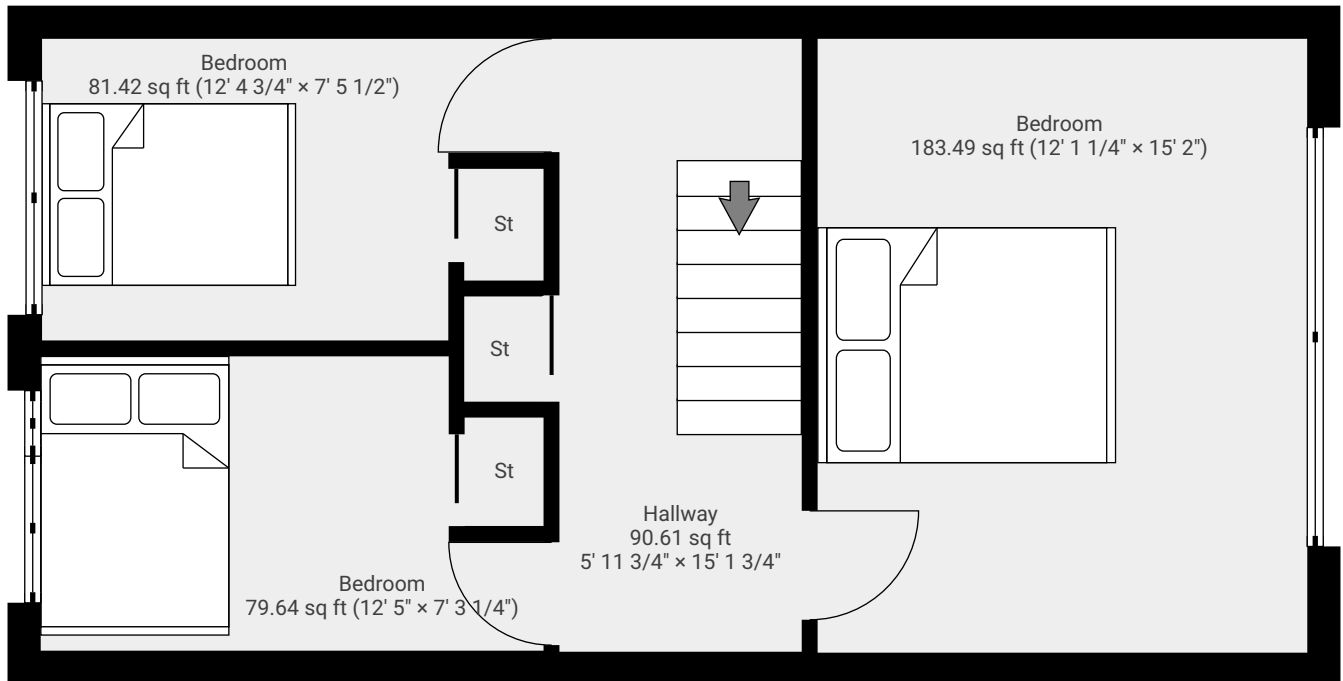 Bedroom
81.42 sq ft (12' 4 3/4" × 7' 5 1/2")
Bedroom
183.49 sq ft (12' 1 1/4" × 15' 2")
St
St
St
Hallway
90.61 sq ft
5' 11 3/4" × 15' 1 3/4"
Bedroom
79.64 sq ft (12' 5" × 7' 3 1/4")